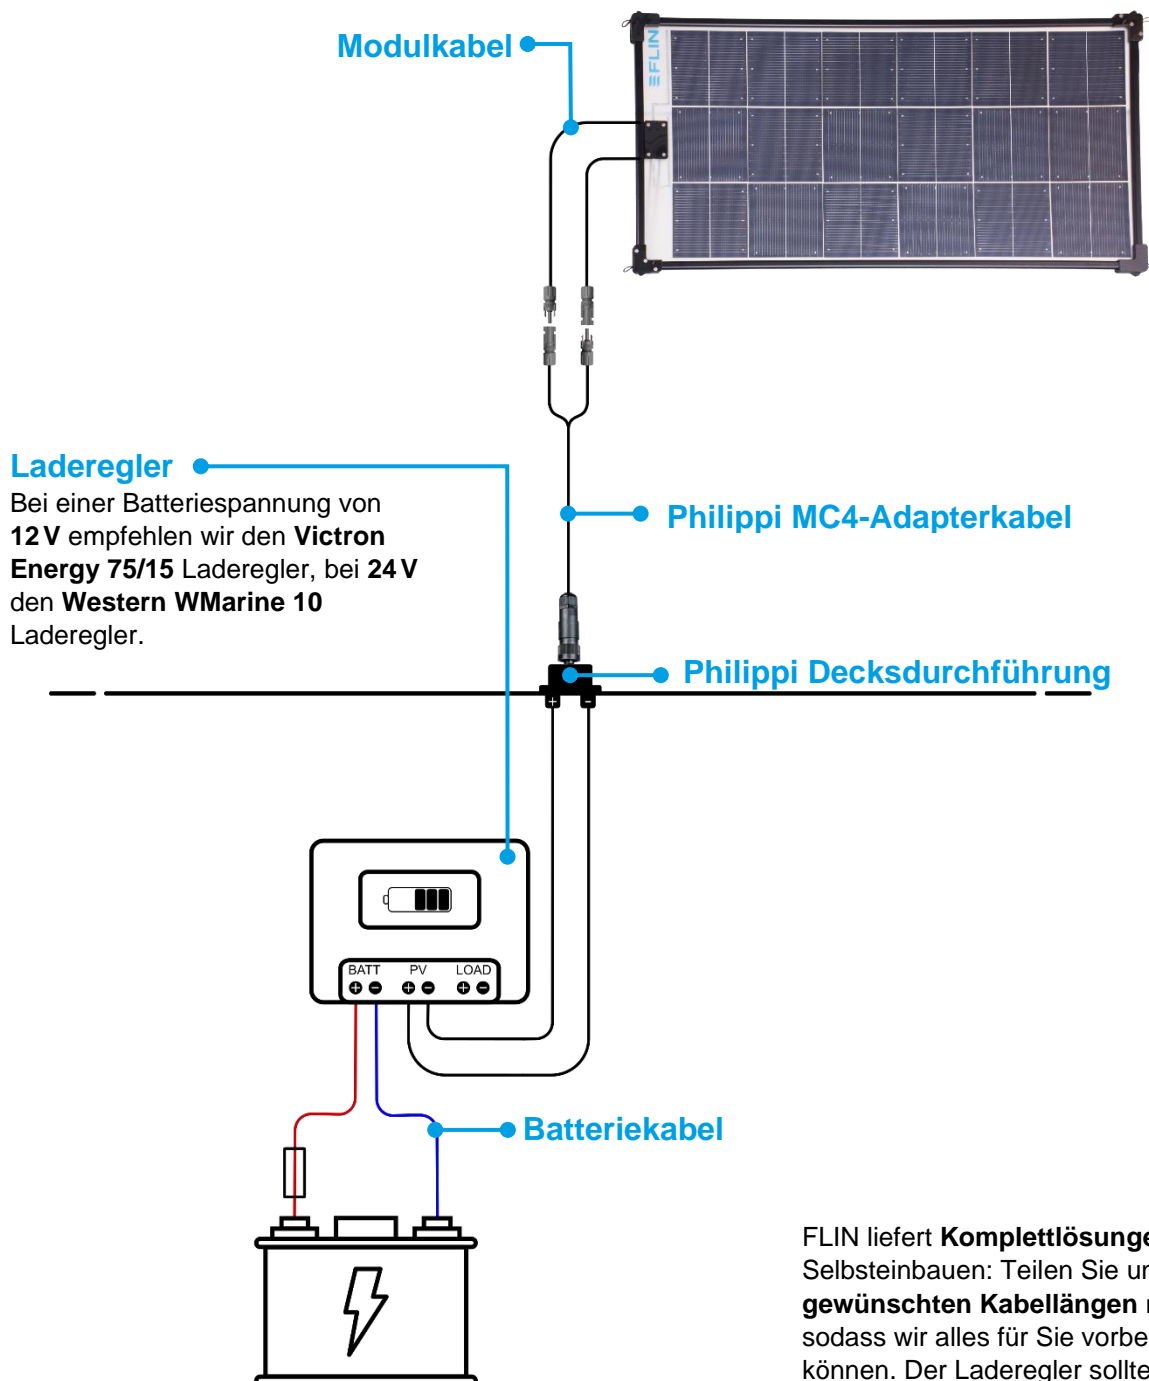 Modulkabel
FLIN
Laderegler
Bei einer Batteriespannung von
12 V empfehlen wir den Victron
Energy 75/15 Laderegler, bei 24 V
den Western WMarine 10
Laderegler.
Philippi MC4-Adapterkabel
Philippi Decksdurchführung
+ -
BATT PV LOAD
+ - + - + -
Batteriekabel
FLIN liefert
Selbsteinbauen: Teilen Sie
gewünschten Kabellängen
sodass wir alles für Sie
können. Der Laderegler sollte